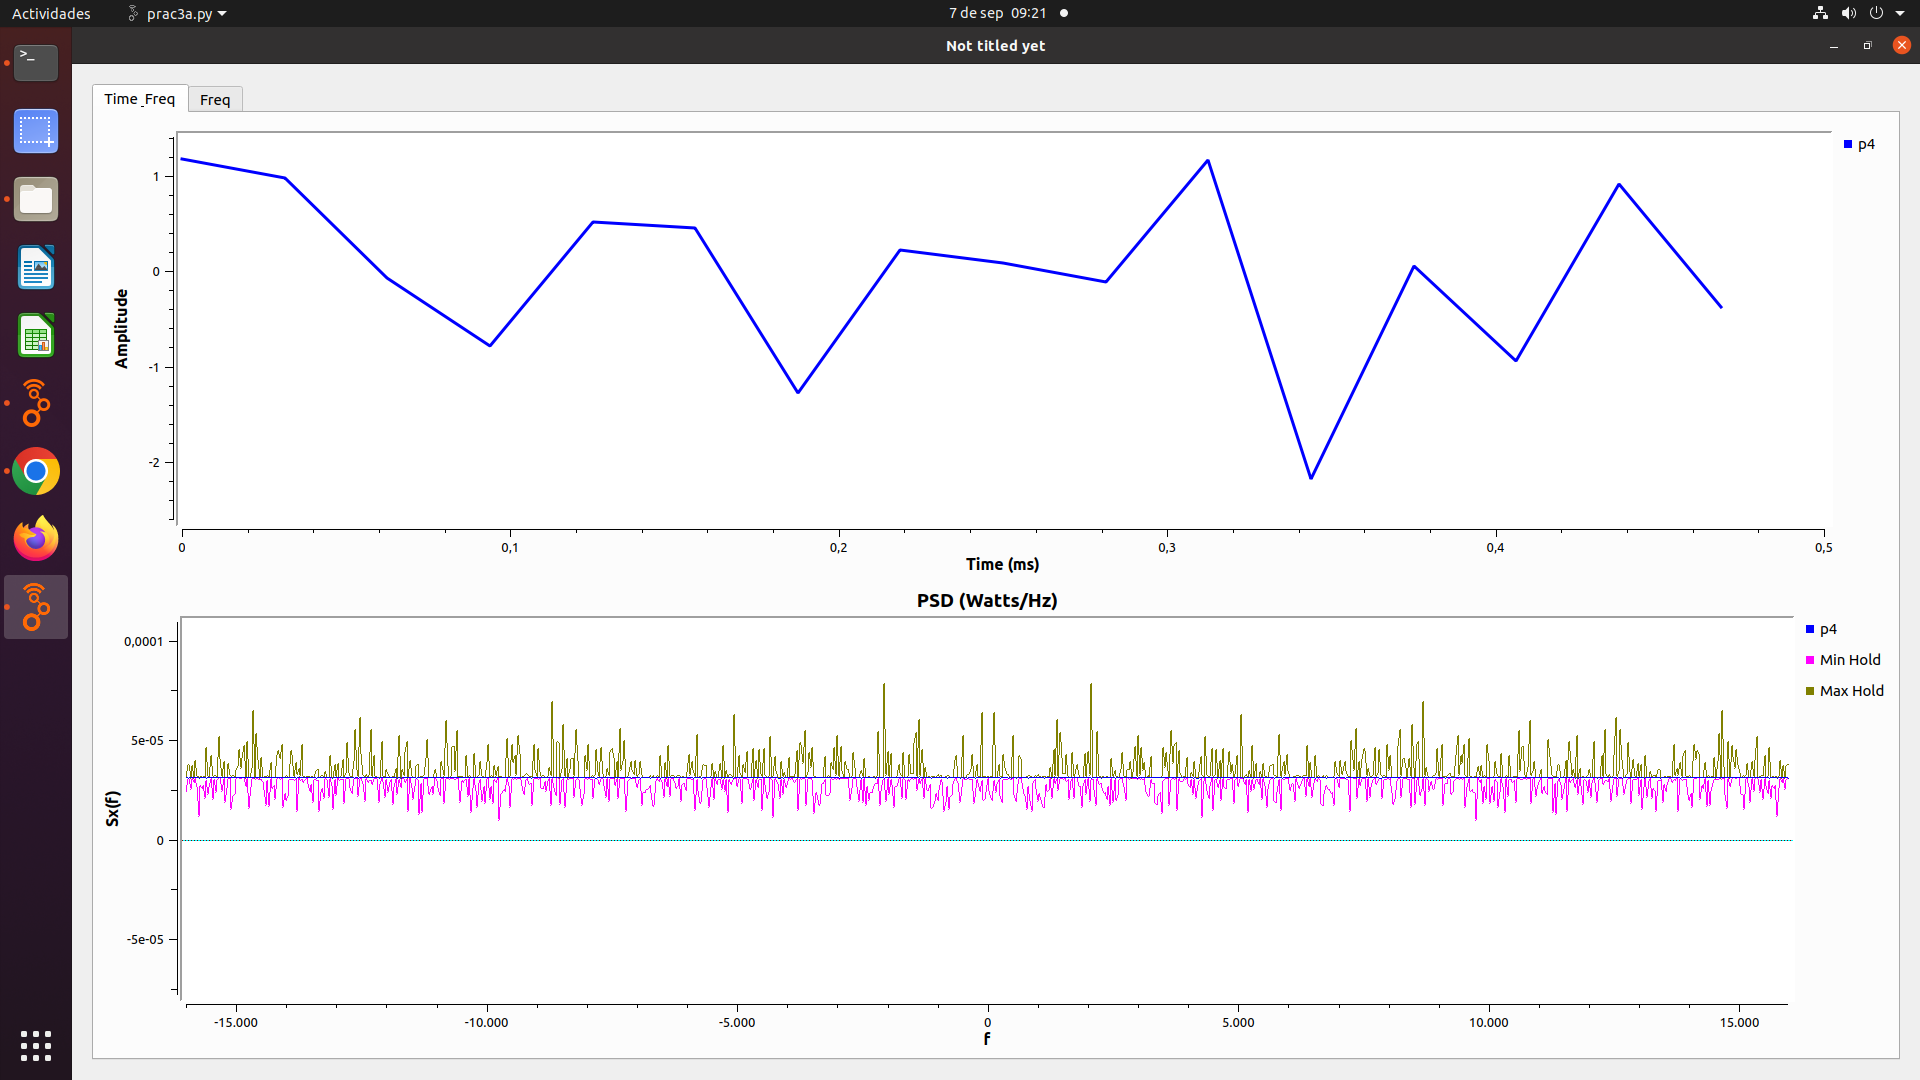 Actividades prac3a.py 7 de sep 09:21
Not titled yet
Time _Freq Freq
p4
1
0
-1
-2
Amplitude
0 0,1 0,2 0,3 0,4 0,5
Time (ms)
PSD (Watts/Hz)
p4
Min Hold
Max Hold
0,0001
5e-05
0
-5e-05
Sx(f)
-15.000 -10.000 -5.000 0 5.000 10.000 15.000
f